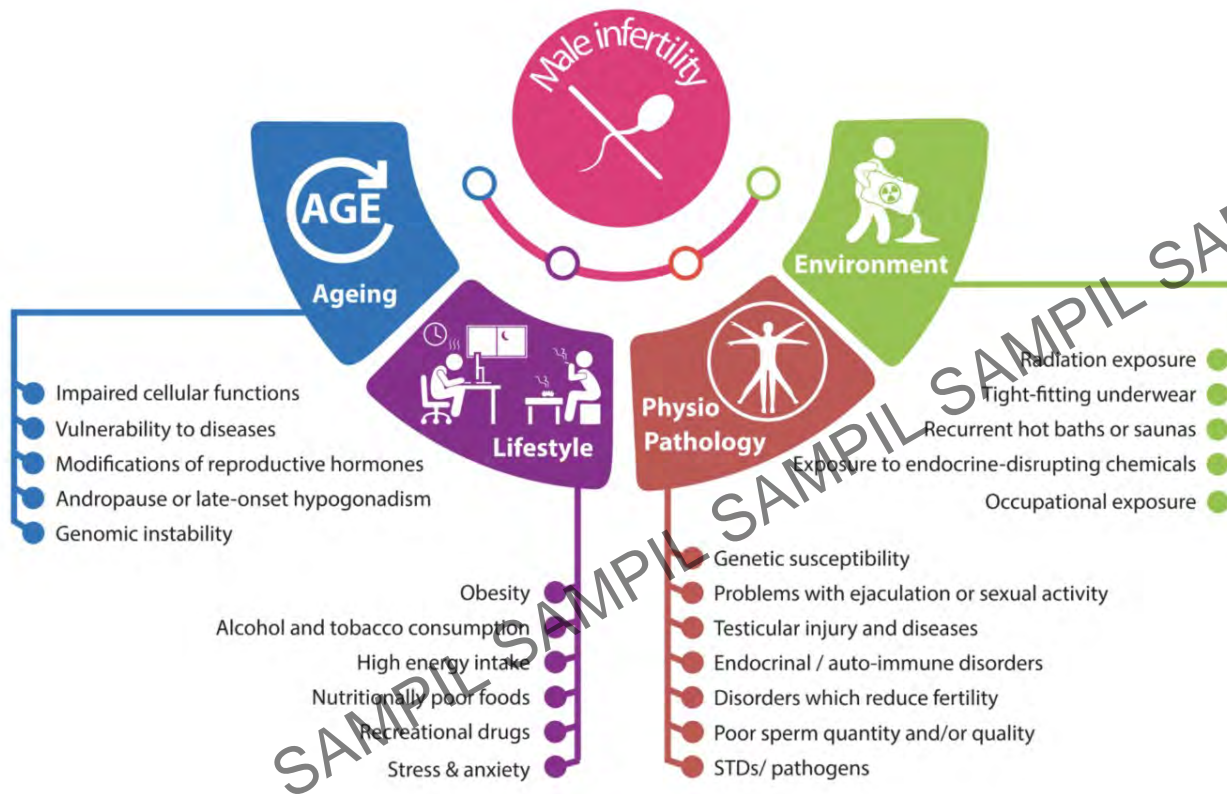 Male infertility
AGE
Ageing
Impaired cellular functions
Vulnerability to diseases
Modifications of reproductive hormones
Andropause or late-onset hypogonadism
Genomic instability
Lifestyle
Obesity
Alcohol and tobacco consumption
High energy intake
Nutritionally poor foods
Recreational drugs
Stress & anxiety
Physio
Pathology
Genetic susceptibility
Problems with ejaculation or sexual activity
Testicular injury and diseases
Endocrinal / auto-immune disorders
Disorders which reduce fertility
Poor sperm quantity and/or quality
STDs/ pathogens
Environment
Radiation exposure
Tight-fitting underwear
Recurrent hot baths or saunas
Exposure to endocrine-disrupting chemicals
Occupational exposure
SAMPIL SAMPIL SAMPIL SAMPIL SAMPIL SA